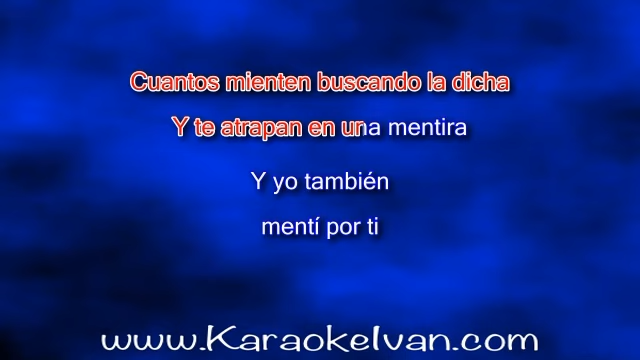 Cuantos mienten buscando la dicha
Y te atrapan en una mentira
Y yo también
mentí por ti
www.KaraokeIvan.com